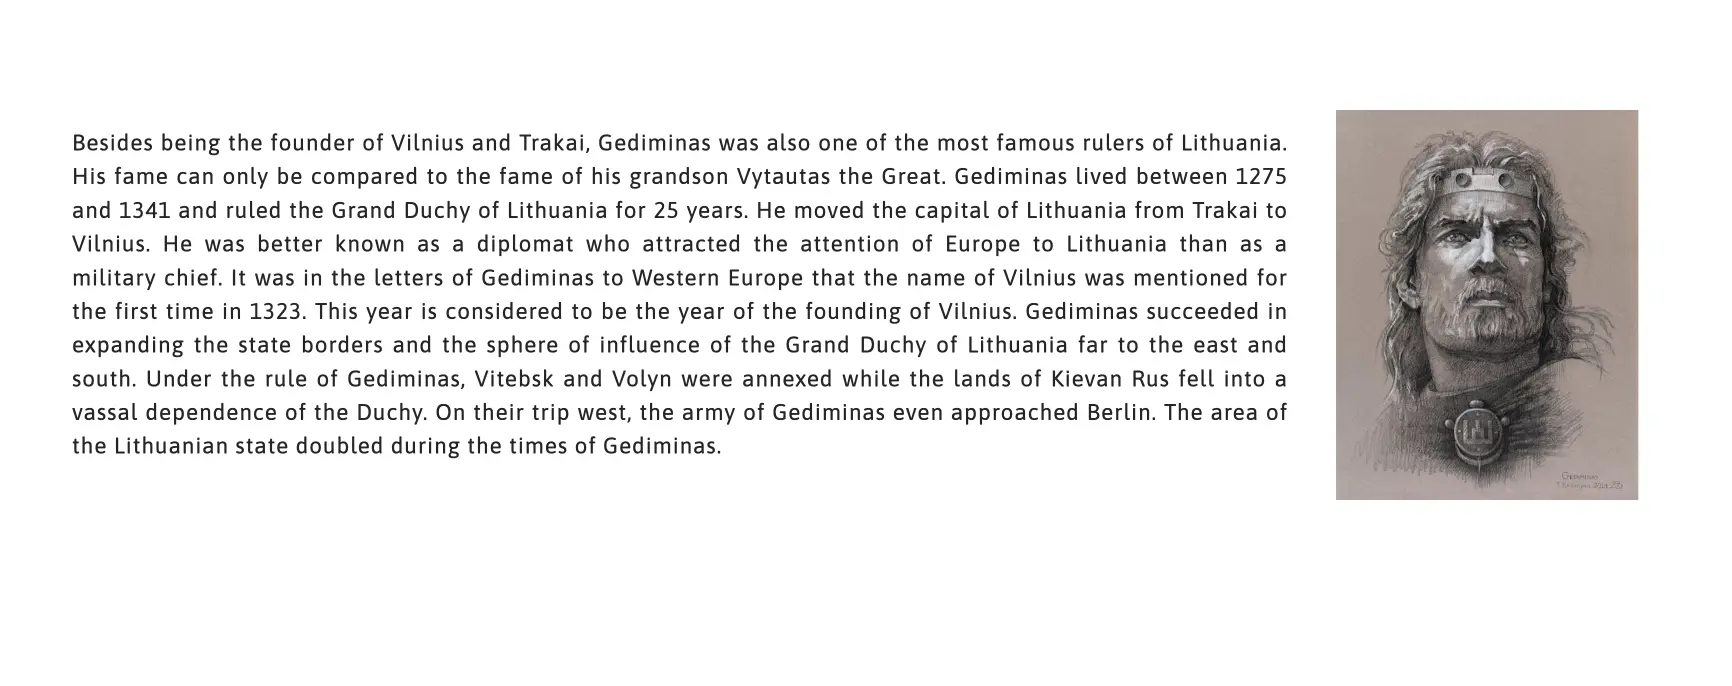 Besides being the founder of Vilnius and Trakai, Gediminas was also one of the most famous rulers of Lithuania.
His fame can only be compared to the fame of his grandson Vytautas the Great. Gediminas lived between 1275
and 1341 and ruled the Grand Duchy of Lithuania for 25 years. He moved the capital of Lithuania from Trakai to
Vilnius. He was better known as a diplomat who attracted the attention of Europe to Lithuania than as a
military chief. It was in the letters of Gediminas to Western Europe that the name of Vilnius was mentioned for
the first time in 1323. This year is considered to be the year of the founding of Vilnius. Gediminas succeeded in
expanding the state borders and the sphere of influence of the Grand Duchy of Lithuania far to the east and
south. Under the rule of Gediminas, Vitebsk and Volyn were annexed while the lands of Kievan Rus fell into a
vassal dependence of the Duchy. On their trip west, the army of Gediminas even approached Berlin. The area of
the Lithuanian state doubled during the times of Gediminas.